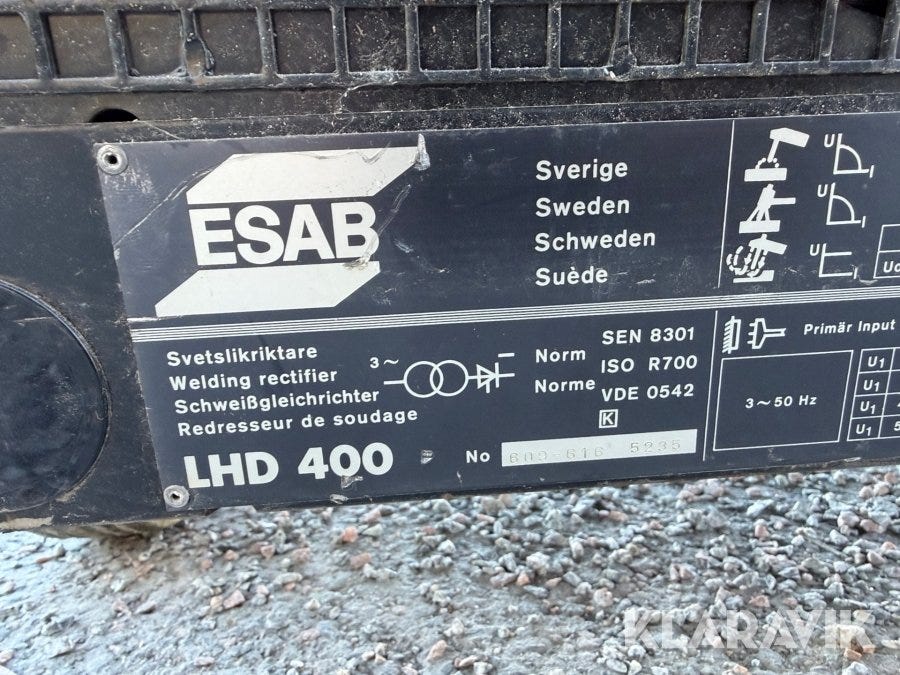 ESAB
Sverige
Sweden
Schweden
Suède
U
I
U
I
U
I
Svetslikriktare
Welding rectifier
Schweißgleichrichter
Redresseur de soudage
3~
Norm
Norme
SEN 8301
ISO R700
VDE 0542
K
LHD 400
No 5235
Primär Input
3~50 Hz
U1
U1
U1
U1
KLARAVIK